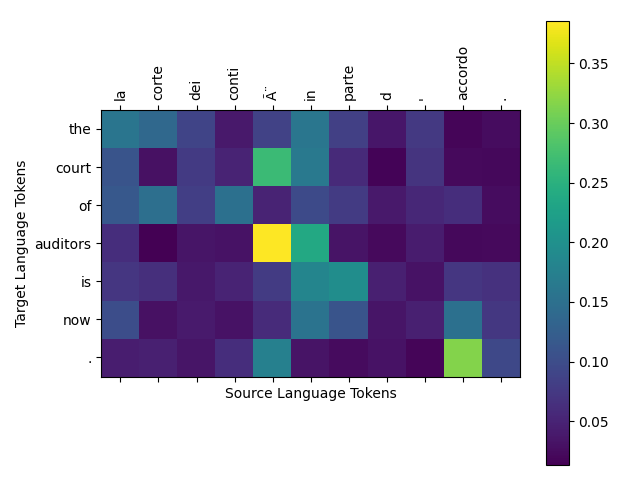 la corte dei conti Ã¨ in parte d ' accordo .
the
court
of
auditors
is
now
.
Target Language Tokens
Source Language Tokens
0.35
0.30
0.25
0.20
0.15
0.10
0.05